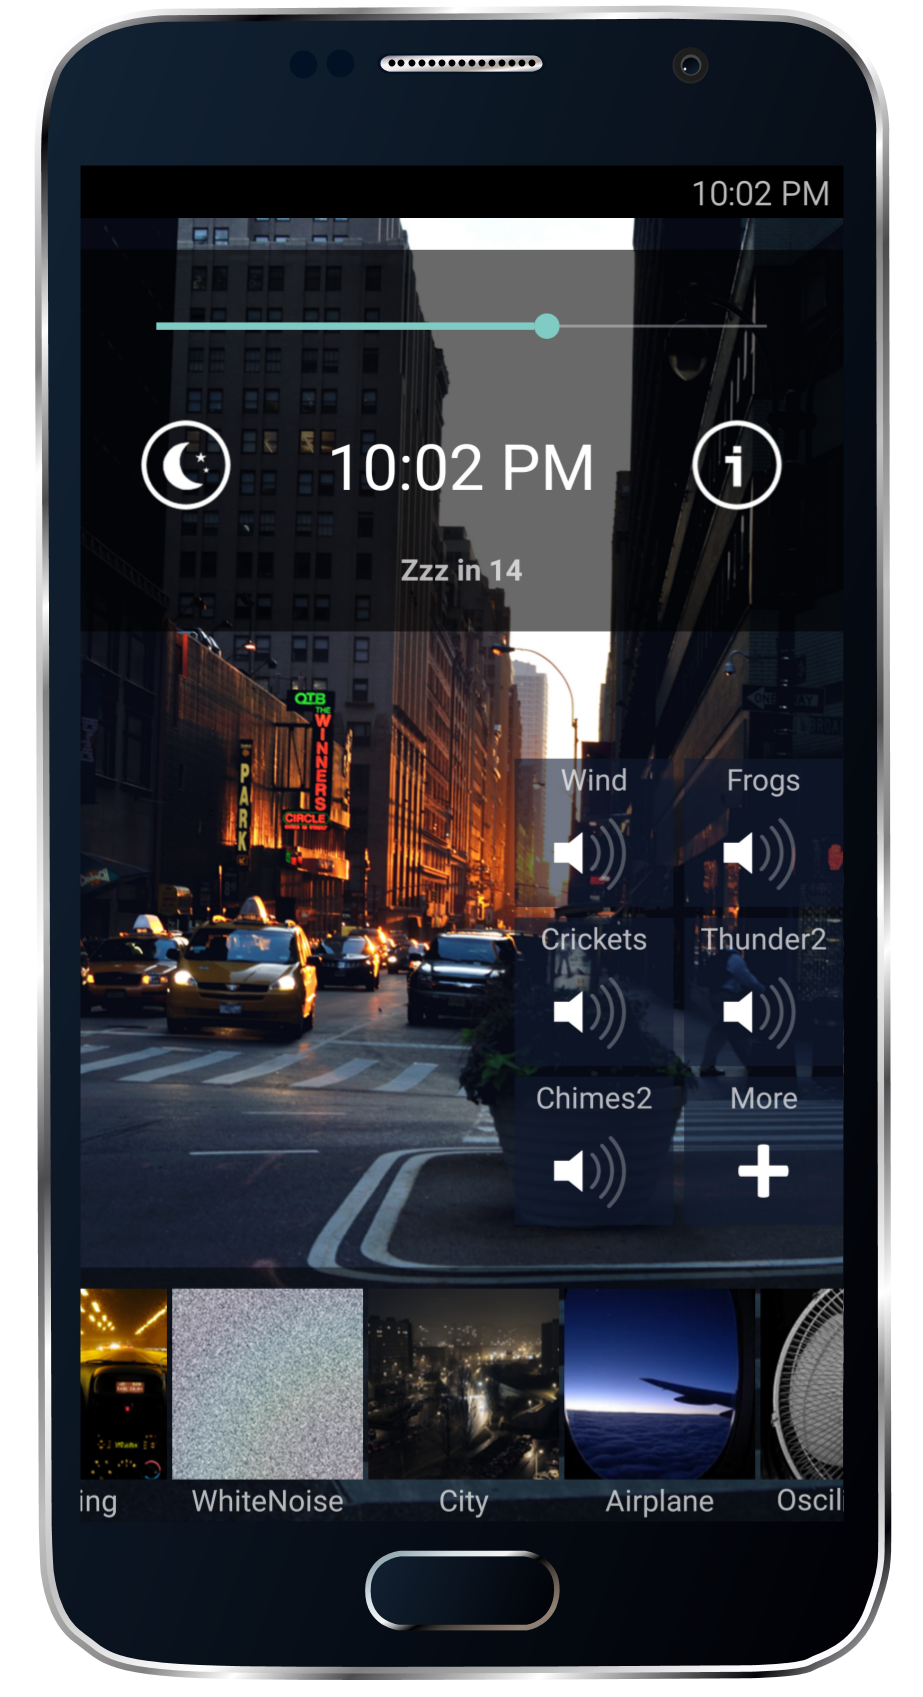 10:02 PM
10:02 PM
Zzz in 14
QTB
THE
WINNERS
CIRCLE
PARK
Wind
Frogs
Crickets
Thunder2
Chimes2
More
ing
WhiteNoise
City
Airplane
Oscil